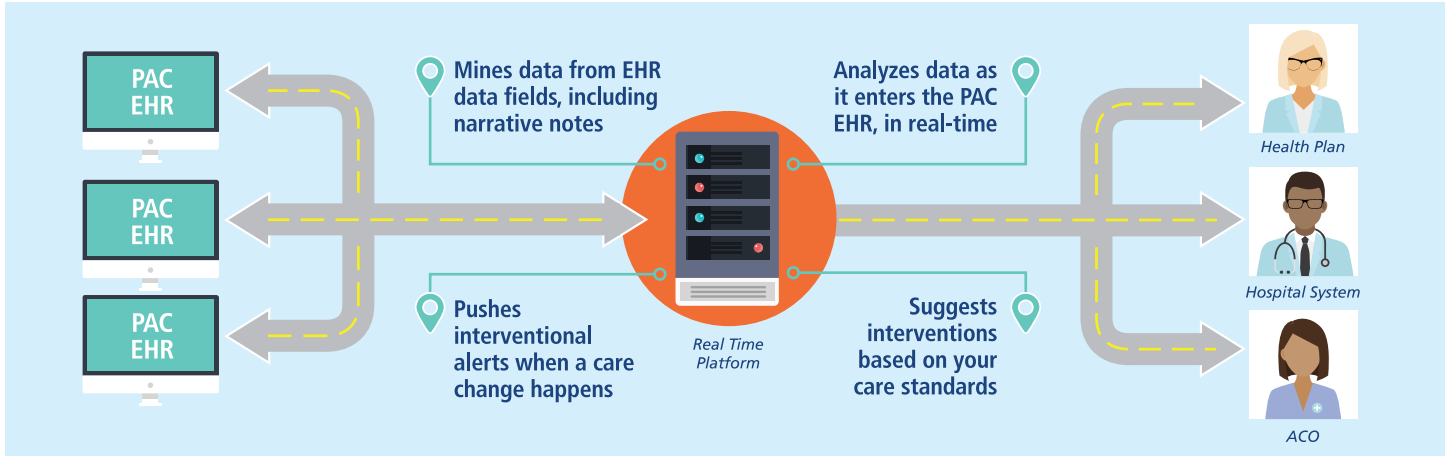 PAC
EHR
PAC
EHR
PAC
EHR
Mines data from EHR
data fields, including
narrative notes
Pushes
interventional
alerts when a care
change happens
Real Time
Platform
Analyzes data as
it enters the PAC
EHR, in real-time
Suggests
interventions
based on your
care standards
Health Plan
Hospital System
ACO